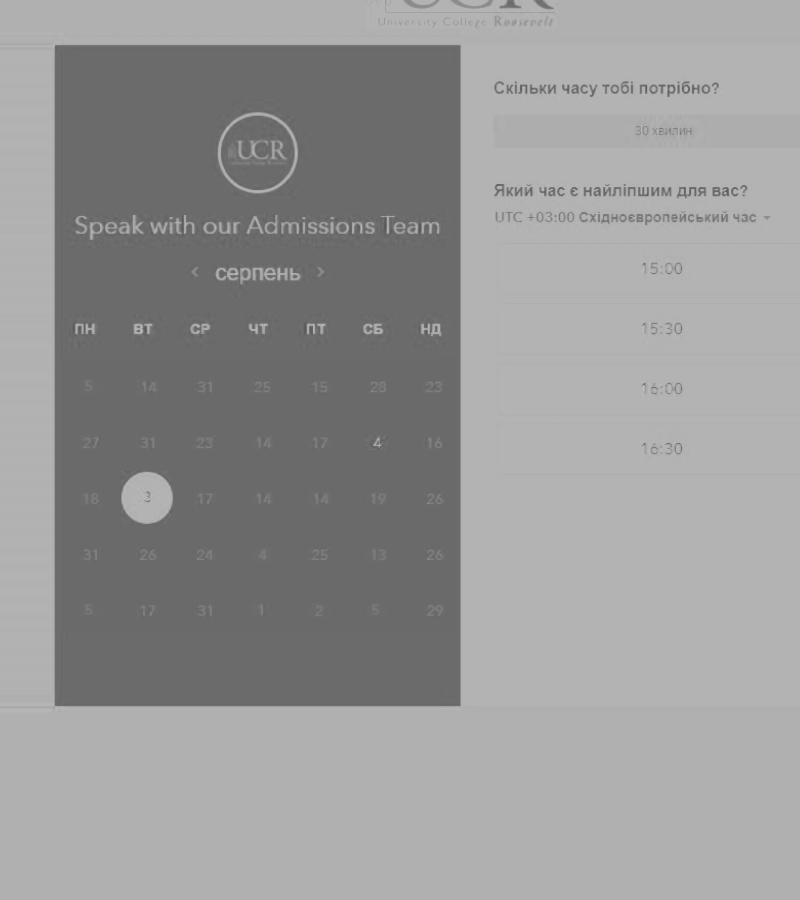 UCR
University College Roosevelt
UCR
Speak with our Admissions Team
серпень
ПН ВТ СР ЧТ ПТ СБ НД
5 14 31 25 15 28 23
27 31 23 14 17 4 16
18 3 17 14 14 19 26
31 26 24 4 25 13 26
5 17 31 1 2 5 29
Скільки часу тобі потрібно?
30 хвилин
Який час є найліпшим для вас?
UTC +03:00 Східноєвропейський час
15:00
15:30
16:00
16:30